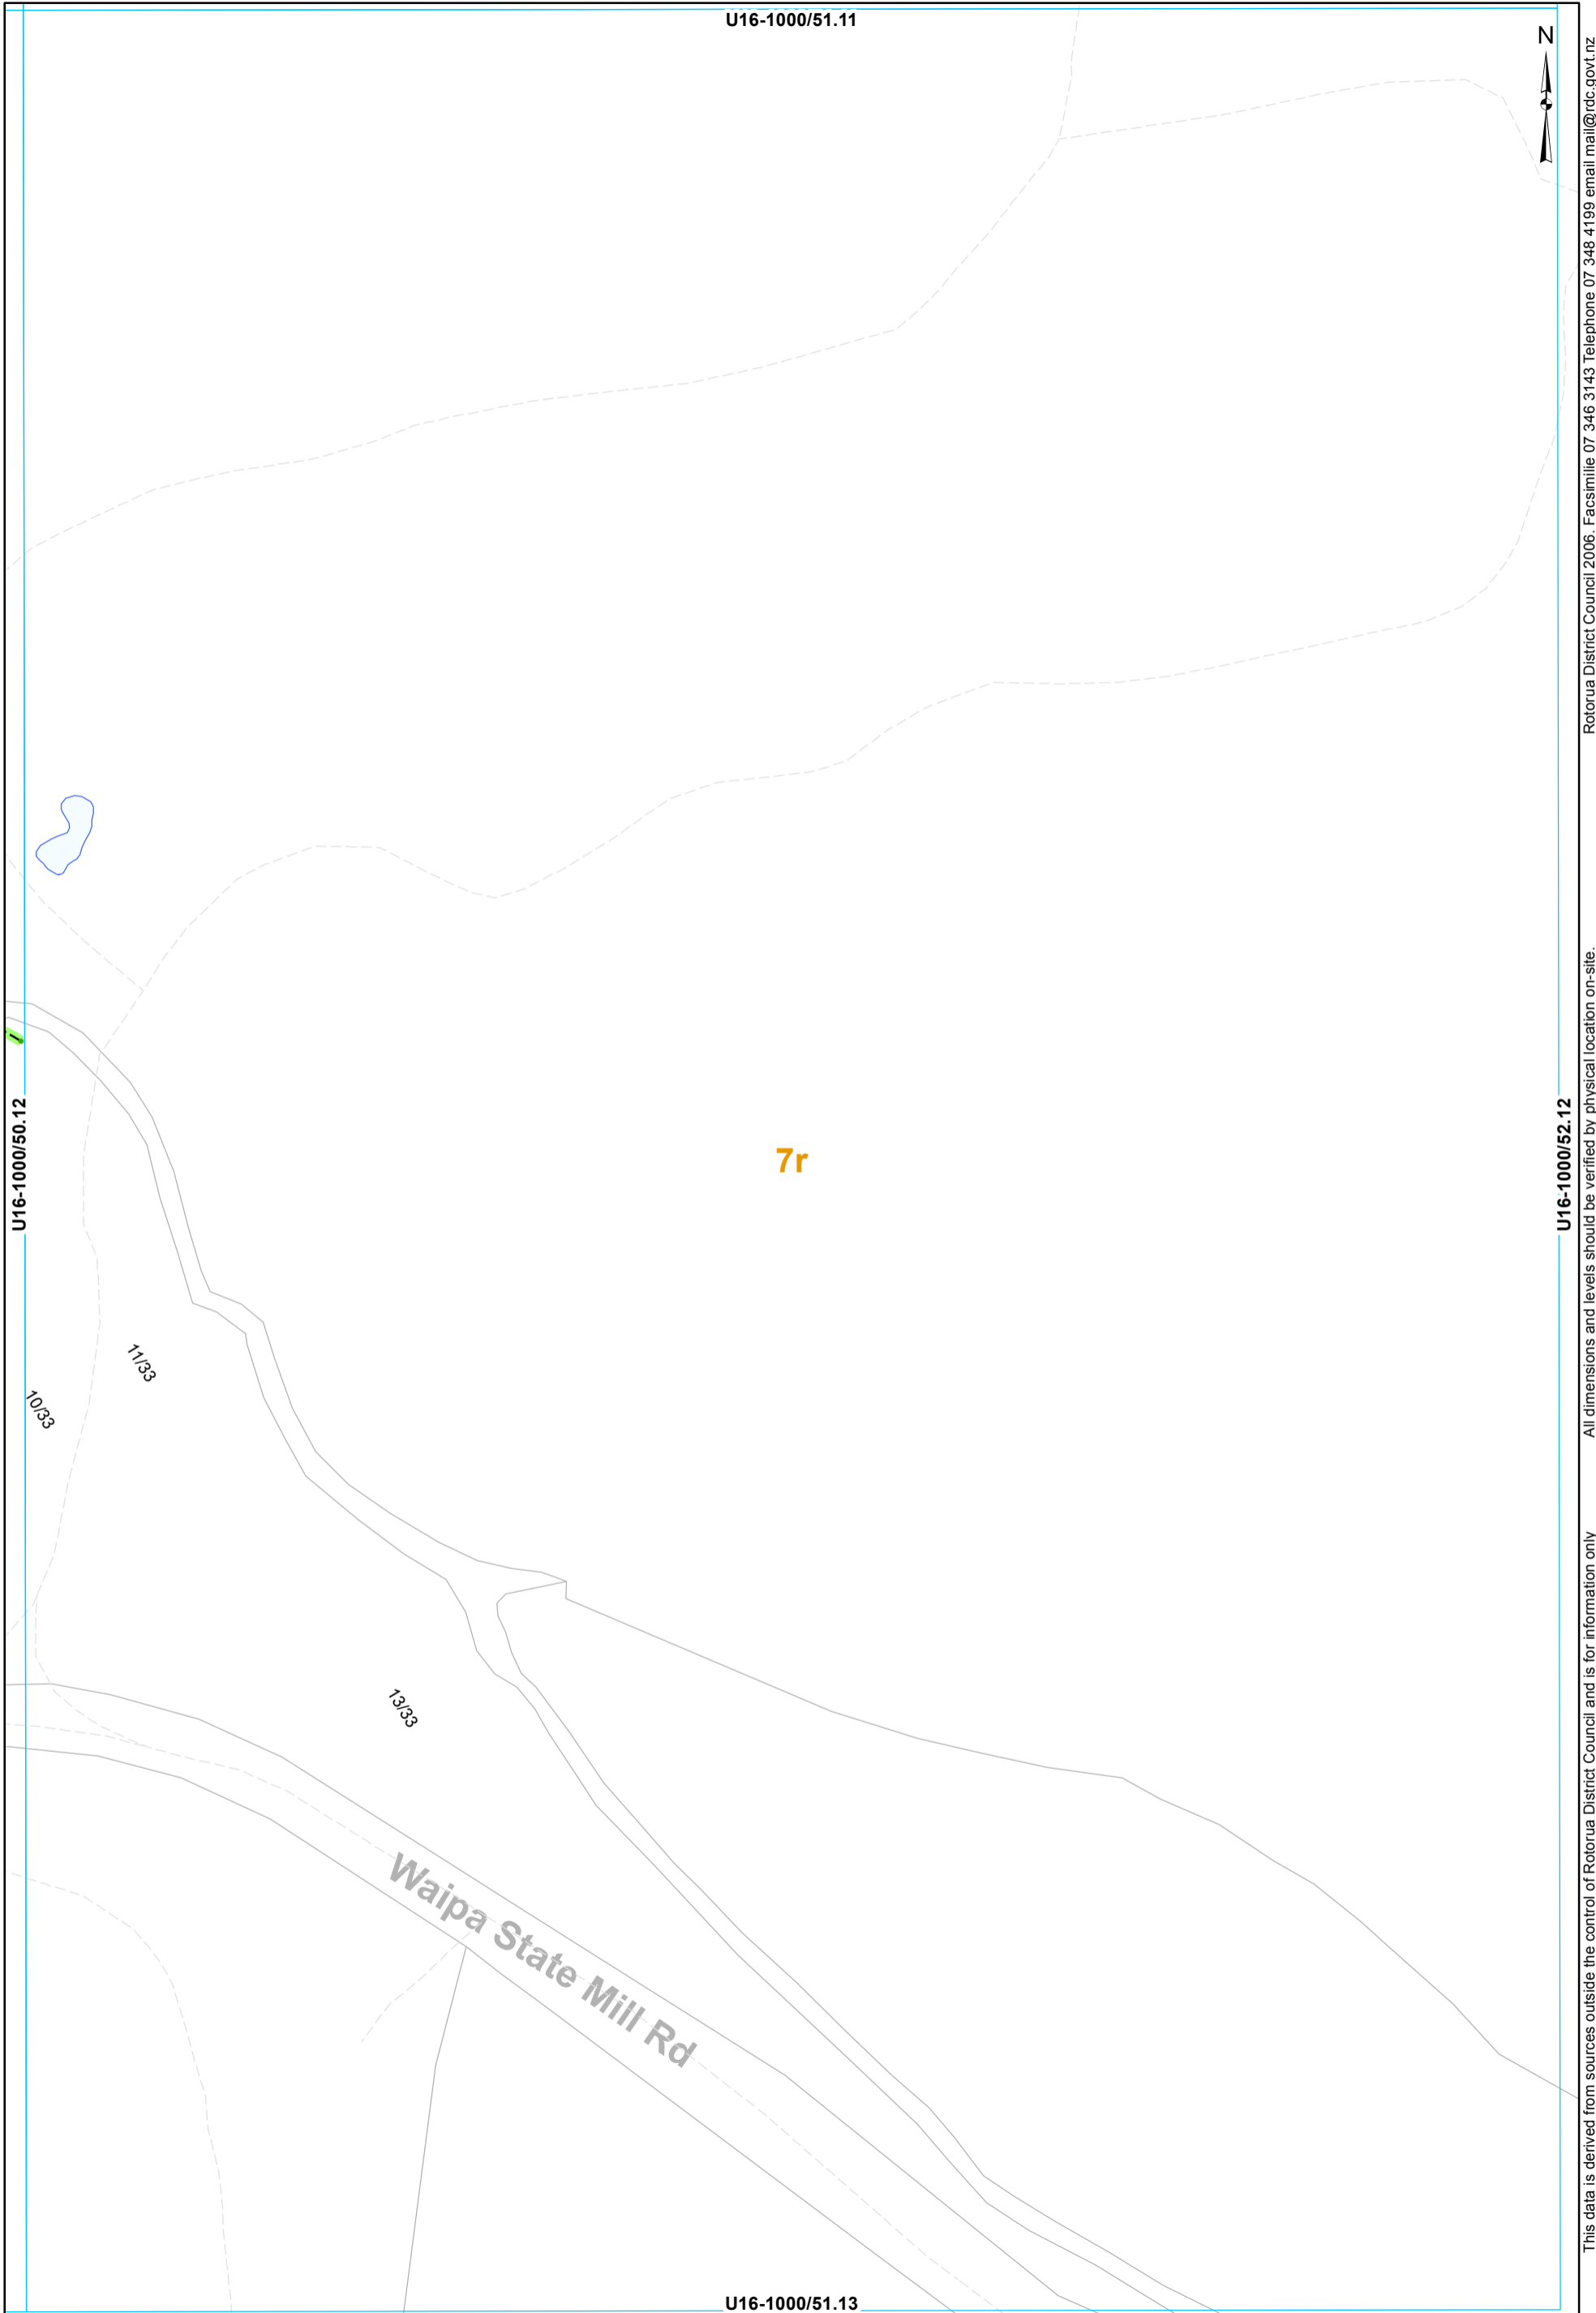 U16-1000/51.11
N
U16-1000/50.12
7r
U16-1000/52.12
11/33
10/33
13/33
Waipa State Mill Rd
U16-1000/51.13
This data is derived from sources outside the control of Rotorua District Council and is for information only
All dimensions and levels should be verified by physical location on-site.
Rotorua District Council 2006. Facsimilie 07 346 3143 Telephone 07 348 4199 email mail@rdc.govt.nz